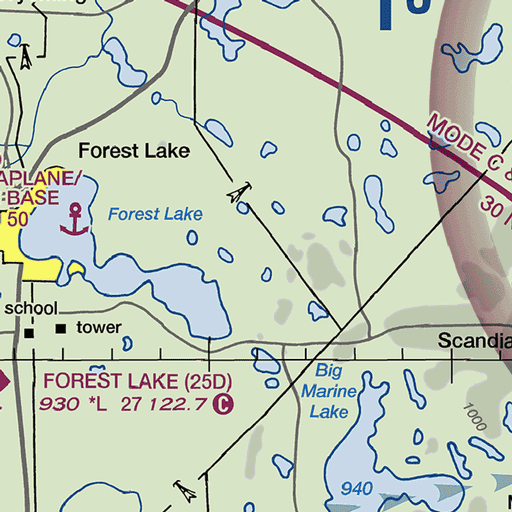 MODE C &
30 N
Forest Lake
APLANE/
BASE
50
Forest Lake
school
tower
Scandia
FOREST LAKE (25D)
930 *L 27 122.7 C
Big
Marine
Lake
1000
940